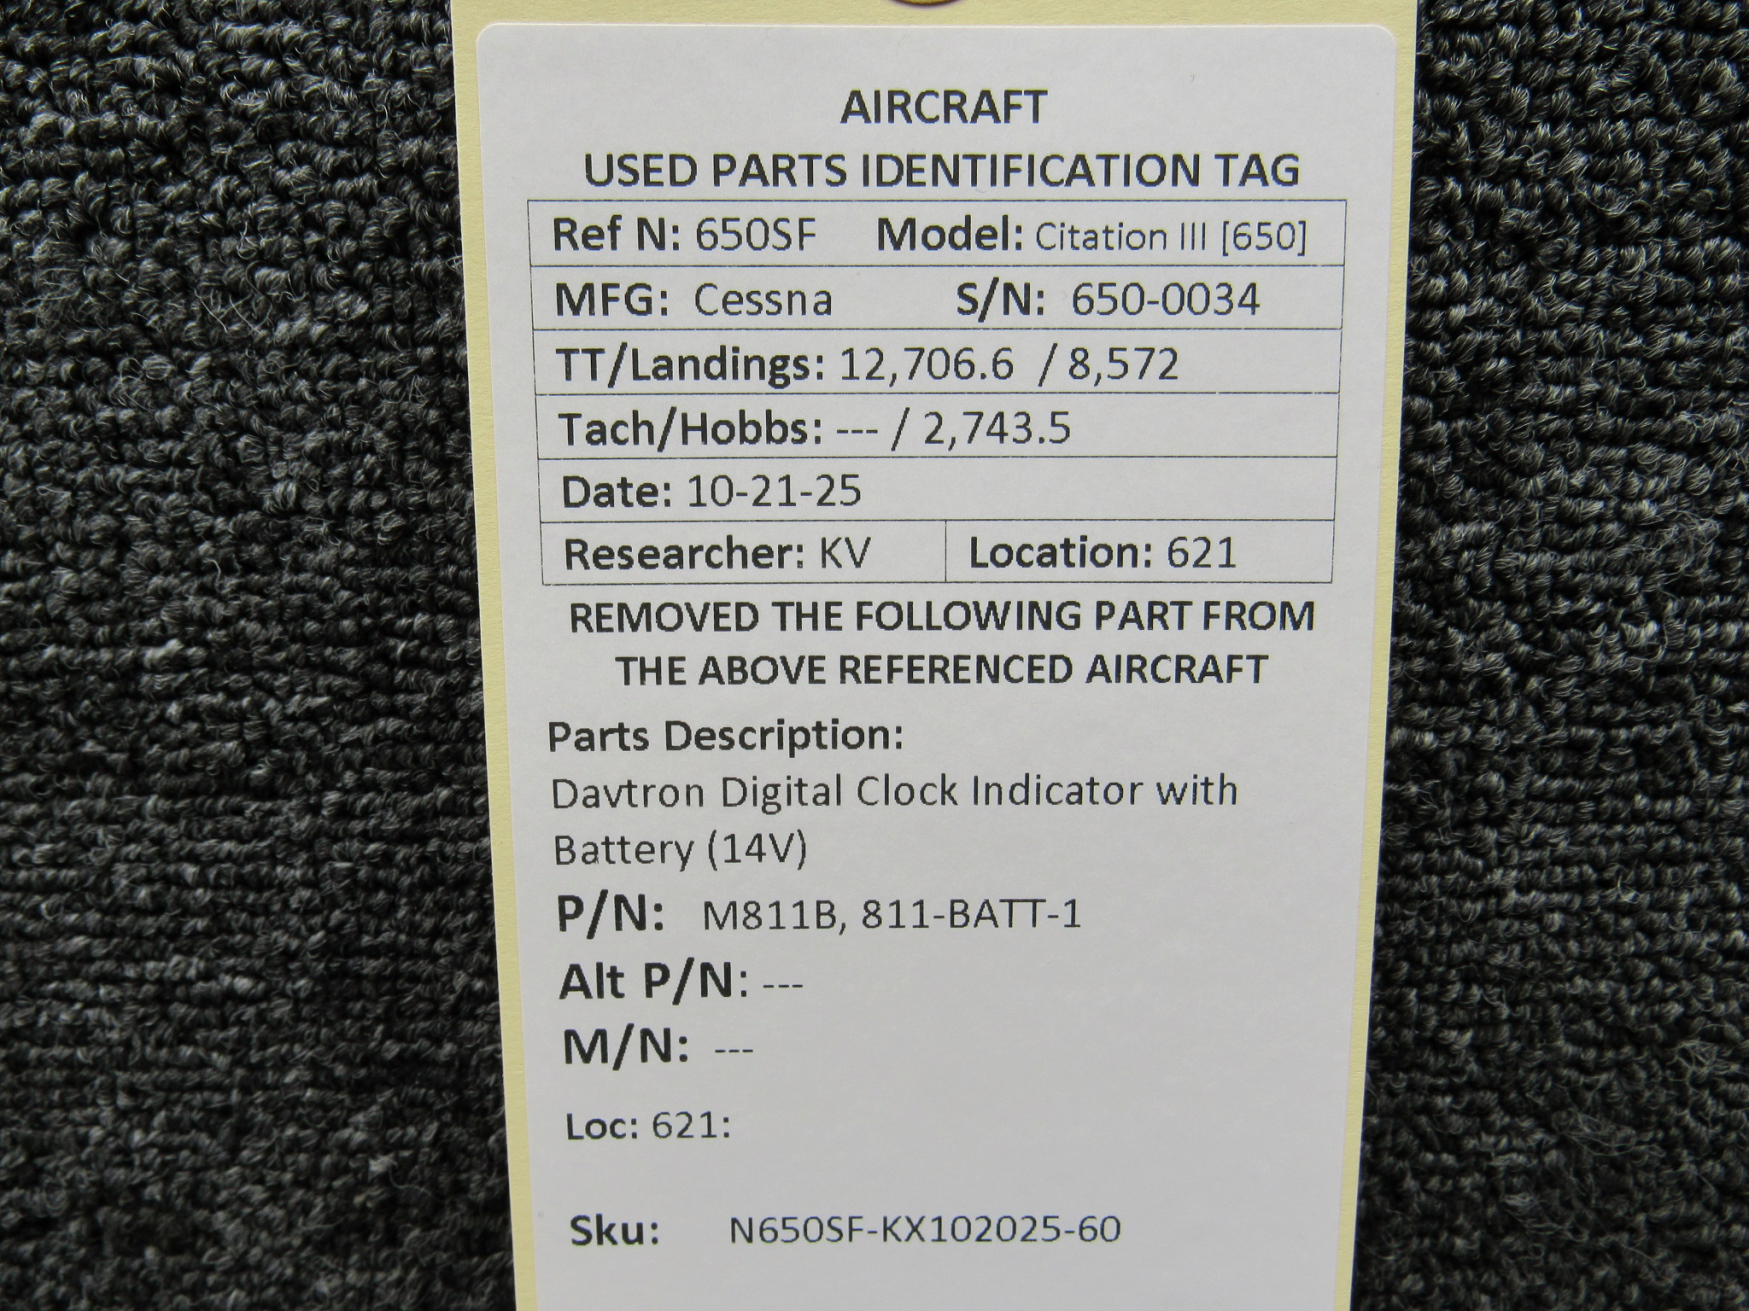 AIRCRAFT
USED PARTS IDENTIFICATION TAG
Ref N: 650SF Model: Citation III [650]
MFG: Cessna S/N: 650-0034
TT/Landings: 12,706.6 / 8,572
Tach/Hobbs: --- / 2,743.5
Date: 10-21-25
Researcher: KV Location: 621
REMOVED THE FOLLOWING PART FROM
THE ABOVE REFERENCED AIRCRAFT
Parts Description:
Davtron Digital Clock Indicator with
Battery (14V)
P/N: M811B, 811-BATT-1
Alt P/N: ---
M/N: ---
Loc: 621:
Sku: N650SF-KX102025-60